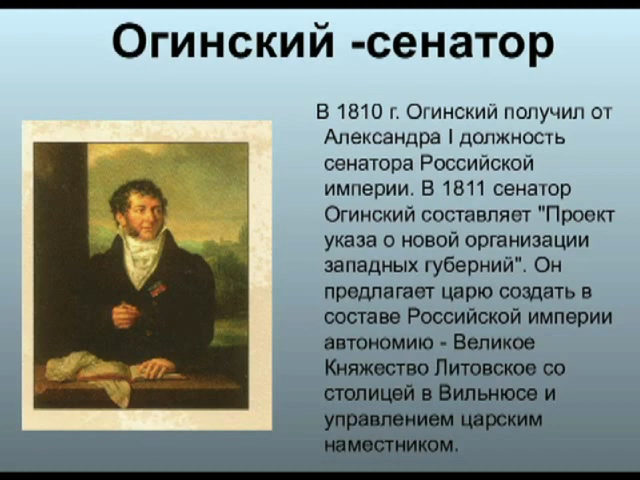 Огинский -сенатор
В 1810 г. Огинский получил от
Александра I должность
сенатора Российской
империи. В 1811 сенатор
Огинский составляет "Проект
указа о новой организации
западных губерний". Он
предлагает царю создать в
составе Российской империи
автономию - Великое
Княжество Литовское со
столицей в Вильнюсе и
управлением царским
наместником.